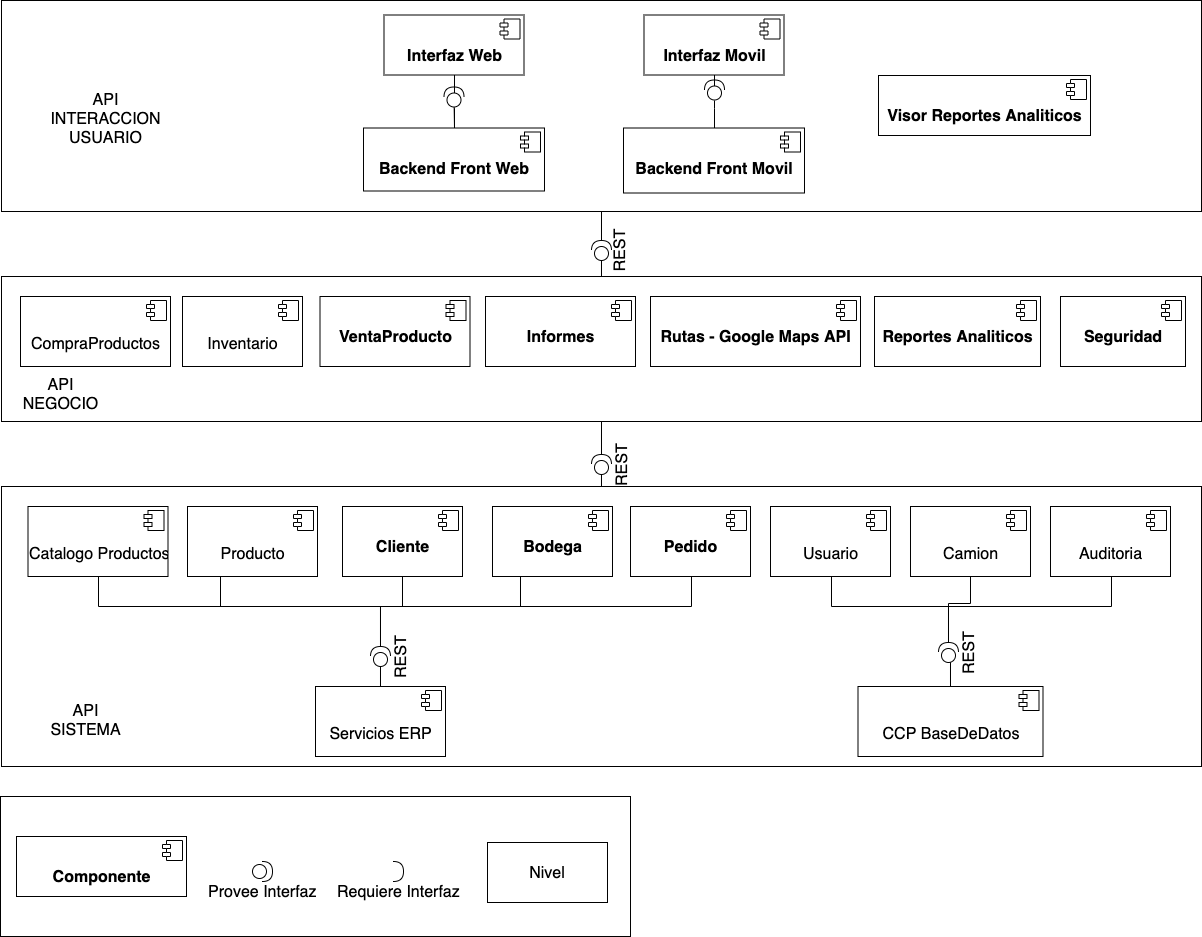 Interfaz Web
Interfaz Movil
API
INTERACCION
USUARIO
Visor Reportes Analiticos
Backend Front Web
Backend Front Movil
REST
CompraProductos
Inventario
VentaProducto
Informes
Rutas - Google Maps API
Reportes Analiticos
Seguridad
API
NEGOCIO
REST
Catalogo Productos
Producto
Cliente
Bodega
Pedido
Usuario
Camion
Auditoria
REST
REST
API
SISTEMA
Servicios ERP
CCP BaseDeDatos
Componente
Provee Interfaz
Requiere Interfaz
Nivel